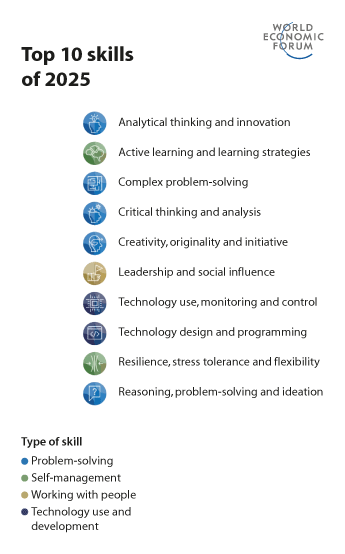 WORLD
ECONOMIC
FORUM
Top 10 skills
of 2025
Analytical thinking and innovation
Active learning and learning strategies
Complex problem-solving
Critical thinking and analysis
Creativity, originality and initiative
Leadership and social influence
Technology use, monitoring and control
Technology design and programming
Resilience, stress tolerance and flexibility
Reasoning, problem-solving and ideation
Type of skill
Problem-solving
Self-management
Working with people
Technology use and
development